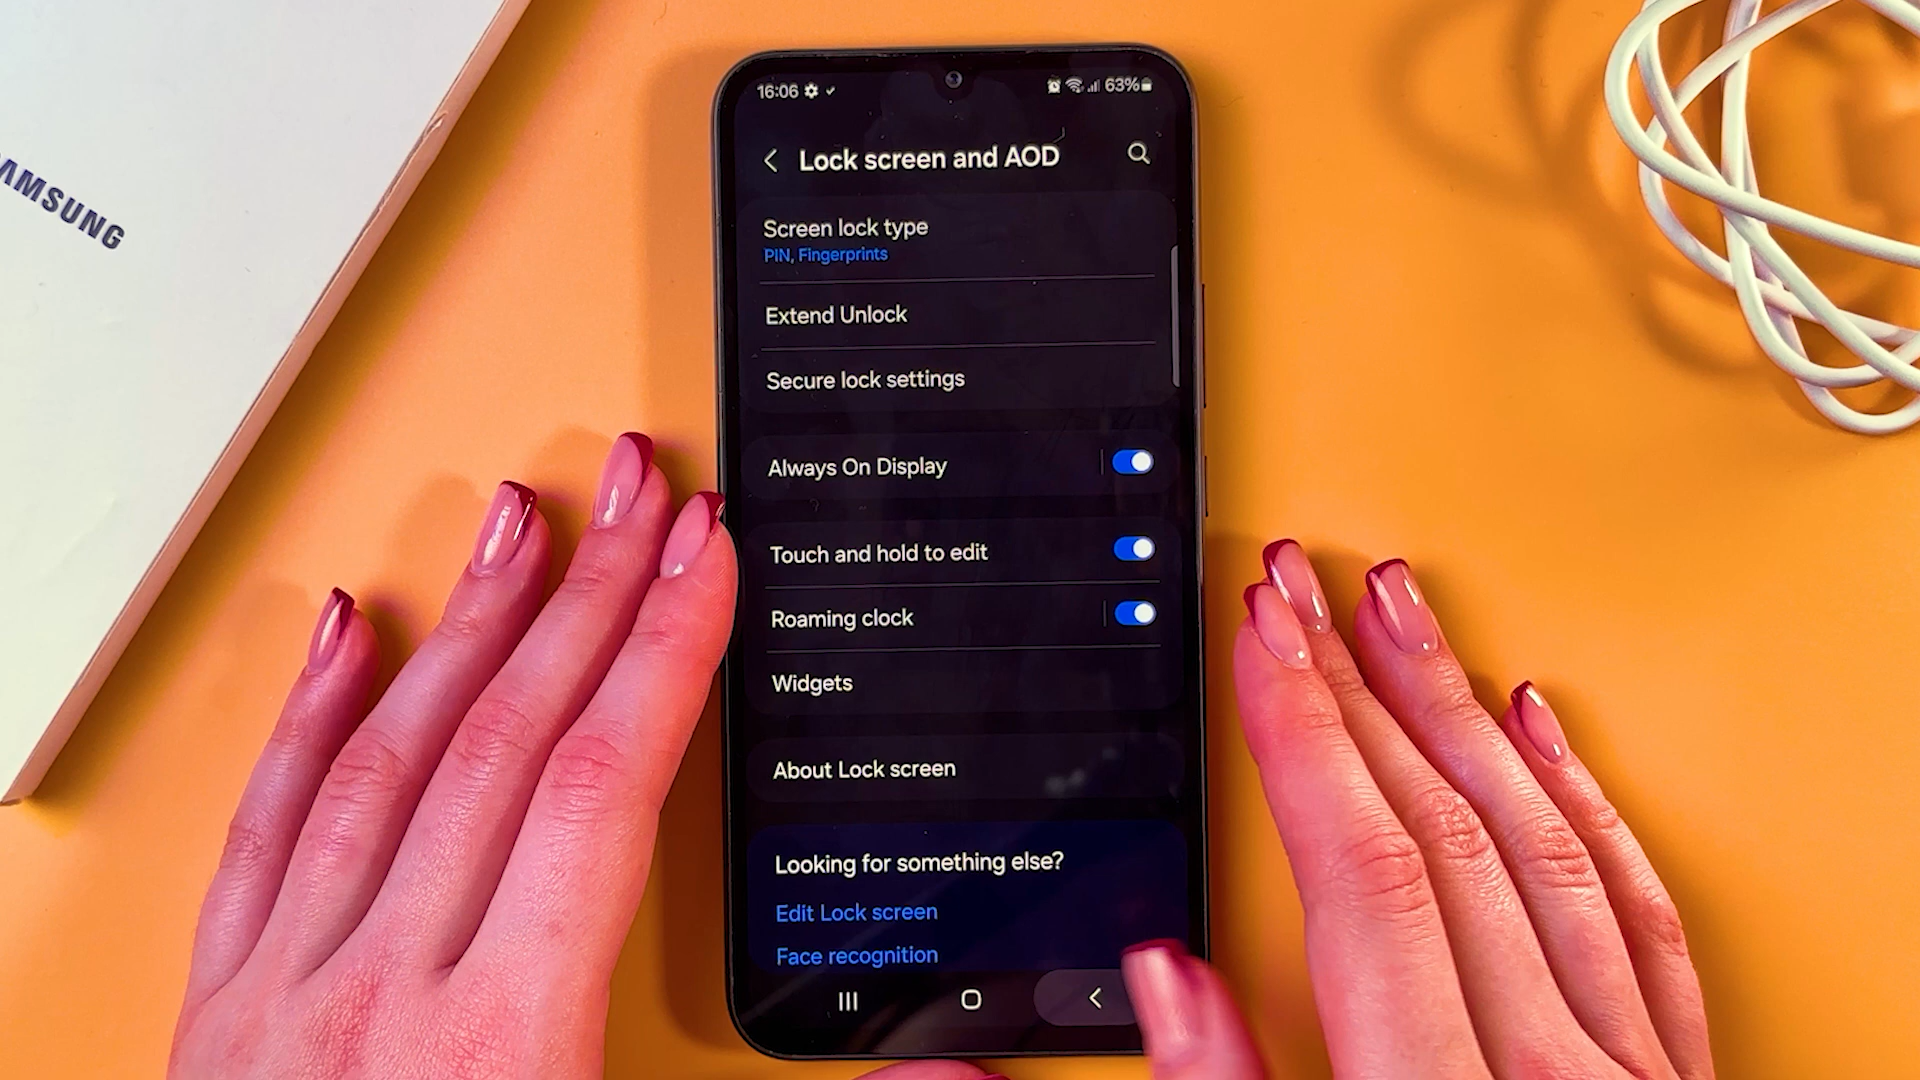 AMSUNG
16:06
63%
Lock screen and AOD
Screen lock type
PIN, Fingerprints
Extend Unlock
Secure lock settings
Always On Display
Touch and hold to edit
Roaming clock
Widgets
About Lock screen
Looking for something else?
Edit Lock screen
Face recognition